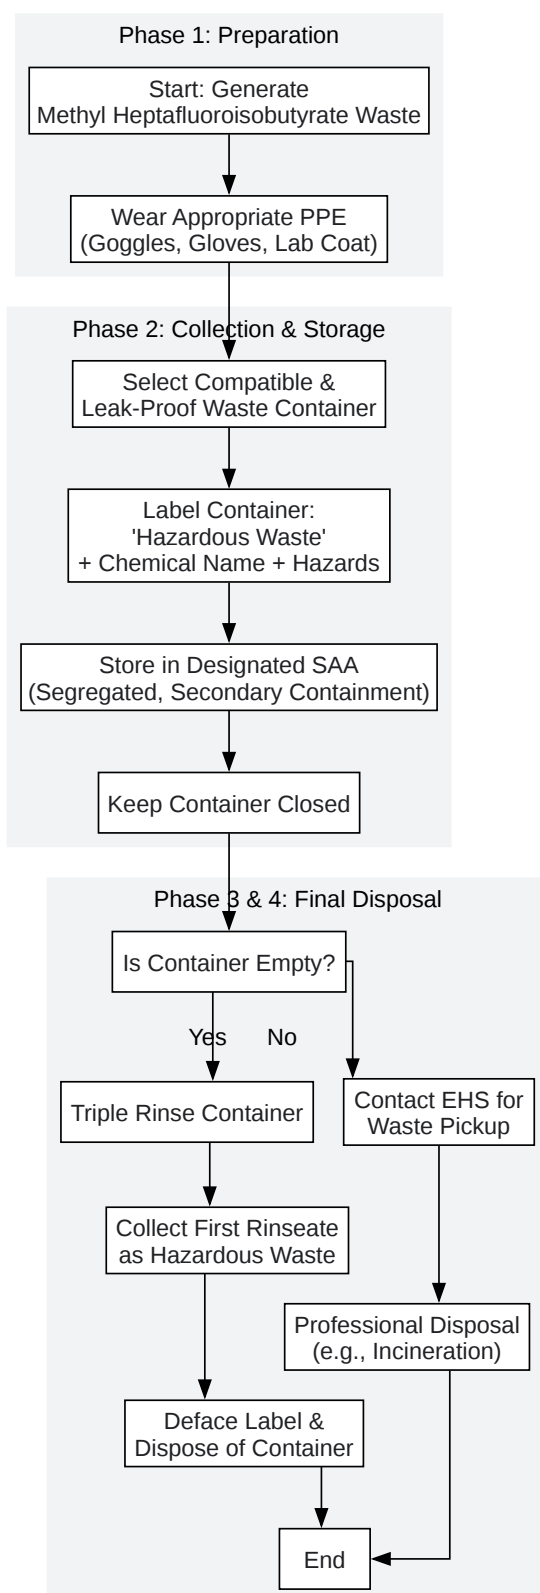 Phase 1: Preparation
Start: Generate
Methyl Heptafluoroisobutyrate Waste
Wear Appropriate PPE
(Goggles, Gloves, Lab Coat)
Phase 2: Collection & Storage
Select Compatible &
Leak-Proof Waste Container
Label Container:
'Hazardous Waste'
+ Chemical Name + Hazards
Store in Designated SAA
(Segregated, Secondary Containment)
Keep Container Closed
Phase 3 & 4: Final Disposal
Is Container Empty?
Yes
No
Triple Rinse Container
Contact EHS for
Waste Pickup
Collect First Rinseate
as Hazardous Waste
Professional Disposal
(e.g., Incineration)
Deface Label &
Dispose of Container
End